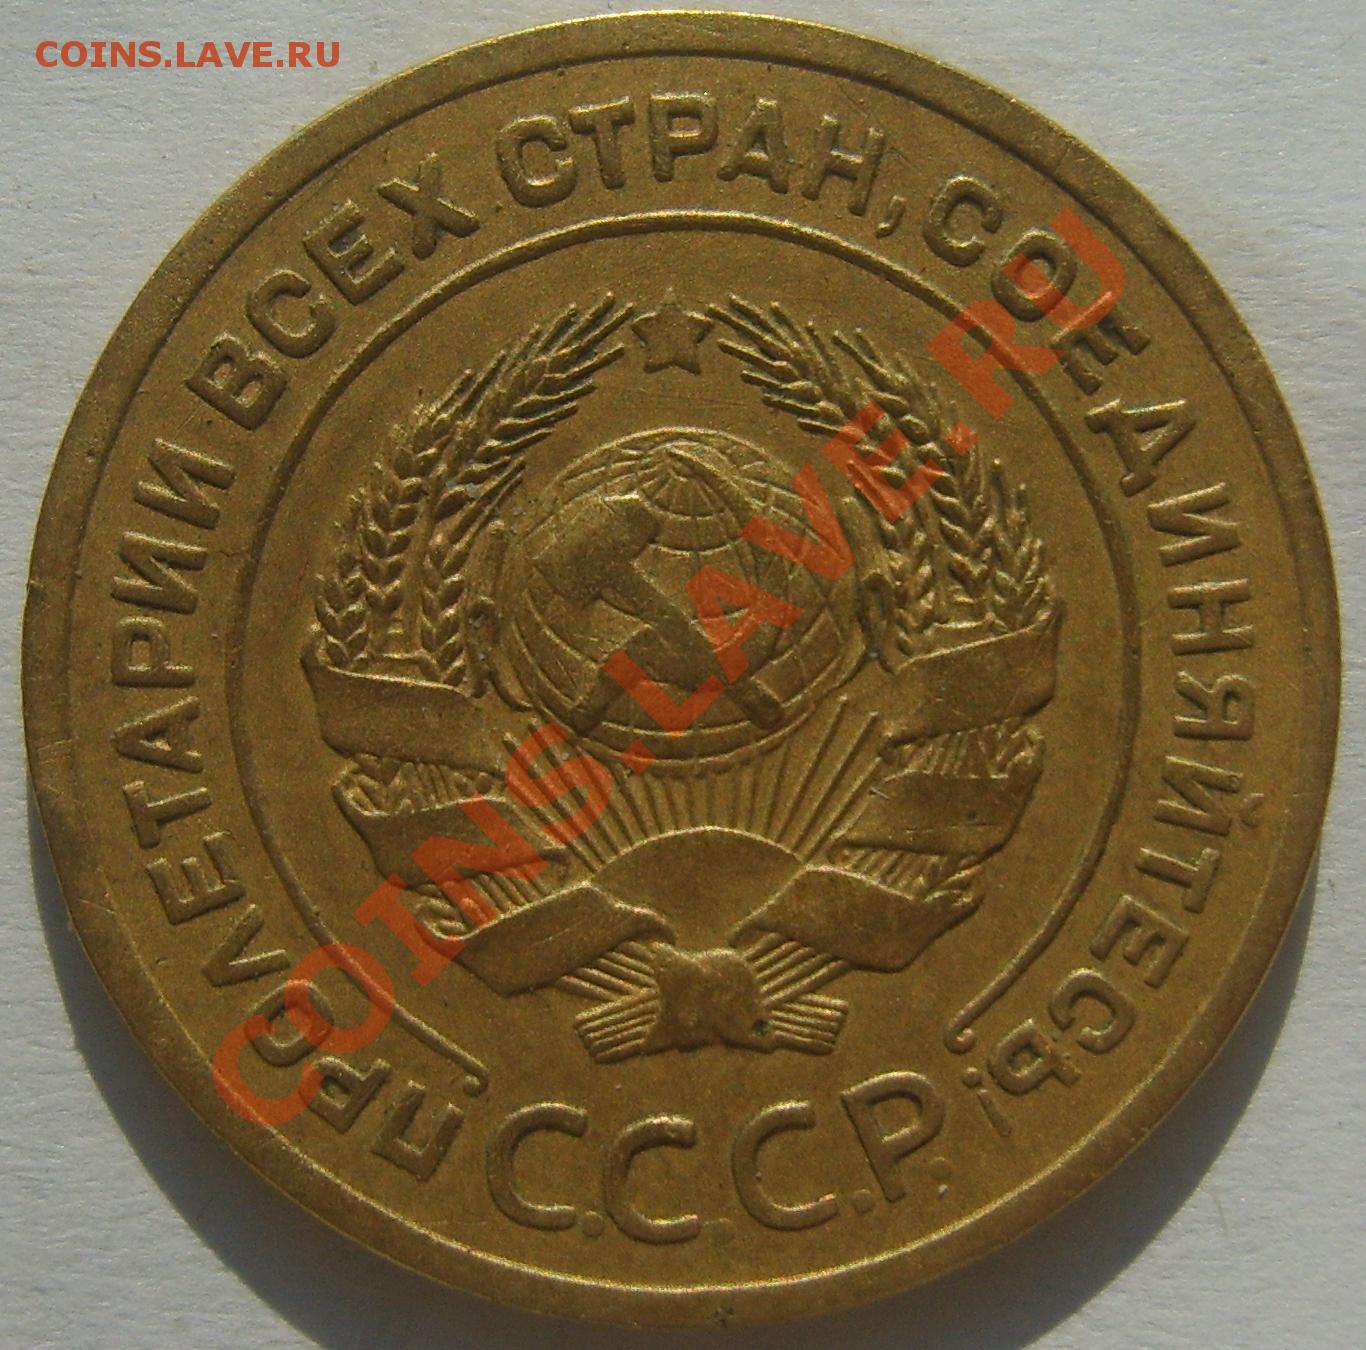 COINS.LAVE.RU
ПРОЛЕТАРИИ ВСЕХ СТРАН, СОЕДИНЯЙТЕСЬ!
С.С.С.Р.
COINS.LAVE.RU